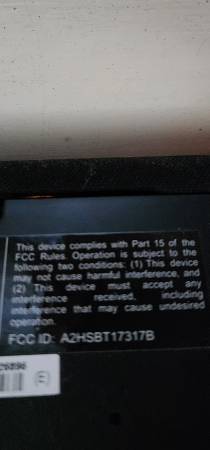 This device complies with Part 15 of the
FCC Rules. Operation is subject to the
following two conditions: (1) This device
may not cause harmful interference, and
(2) This device must accept any
interference received, including
interference that may cause undesired
operation.
FCC ID: A2HSBT17317B